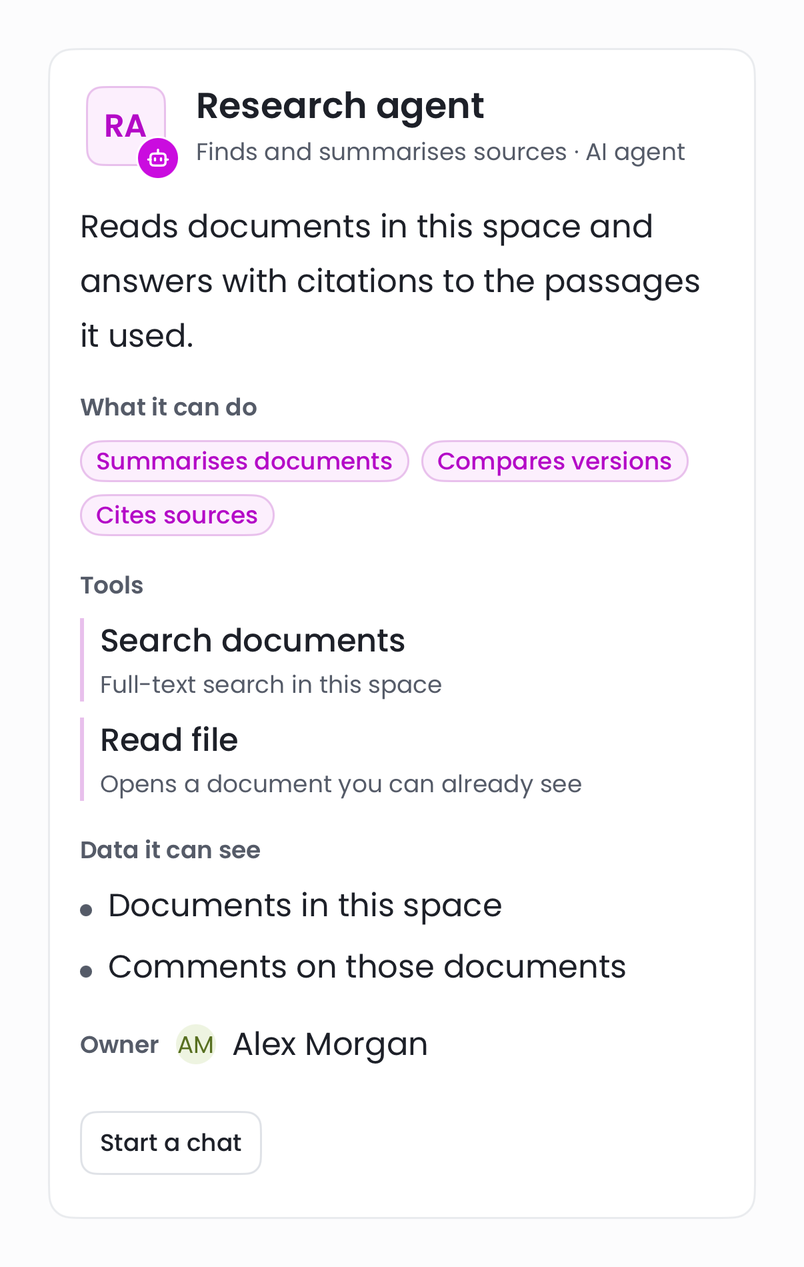 RA
Research agent
Finds and summarises sources · AI agent
Reads documents in this space and
answers with citations to the passages
it used.
What it can do
Summarises documents
Compares versions
Cites sources
Tools
Search documents
Full-text search in this space
Read file
Opens a document you can already see
Data it can see
Documents in this space
Comments on those documents
Owner AM Alex Morgan
Start a chat